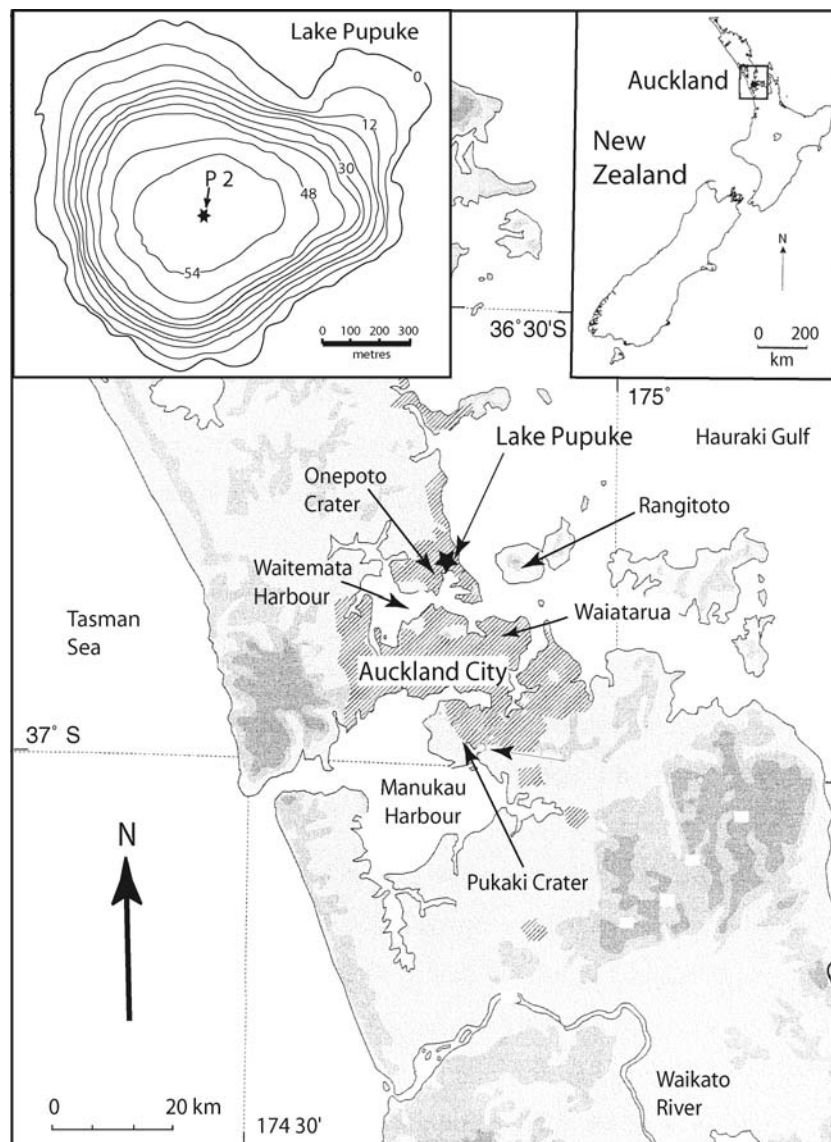 Lake Pupuke
0
12
30
P 2
48
54
0 100 200 300
metres
Auckland
New
Zealand
N
0 200
km
36°30'S
175°
Lake Pupuke
Hauraki Gulf
Onepoto
Crater
Rangitoto
Waitemata
Harbour
Tasman
Sea
Waiatarua
Auckland City
37° S
Manukau
Harbour
N
Pukaki Crater
Waikato
River
0 20 km
174 30'